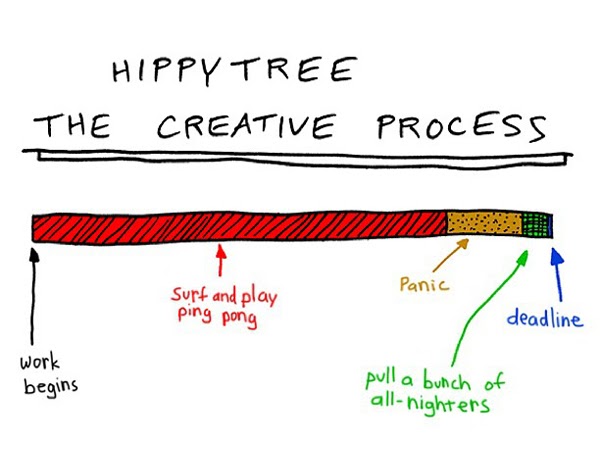 HIPPYTREE
THE CREATIVE PROCESS
surf and play
ping pong
Panic
deadline
work
begins
pull a bunch of
all-nighters